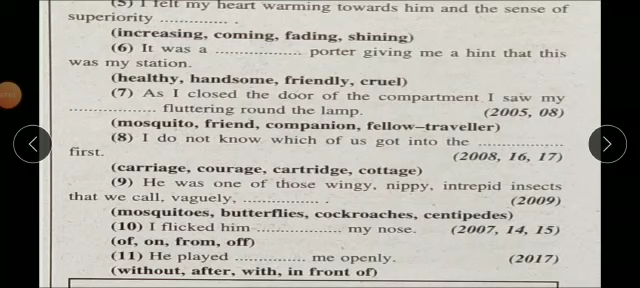 (5) I felt my heart warming towards him and the sense of
superiority .............. .
(increasing, coming, fading, shining)
(6) It was a ................. porter giving me a hint that this
was my station.
(healthy, handsome, friendly, cruel)
(7) As I closed the door of the compartment I saw my
................. fluttering round the lamp. (2005, 08)
(mosquito, friend, companion, fellow–traveller)
(8) I do not know which of us got into the .................
first. (2008, 16, 17)
(carriage, courage, cartridge, cottage)
(9) He was one of those wingy, nippy, intrepid insects
that we call, vaguely, ............... . (2009)
(mosquitoes, butterflies, cockroaches, centipedes)
(10) I flicked him ................. my nose. (2007, 14, 15)
(of, on, from, off)
(11) He played .............. me openly. (2017)
(without, after, with, in front of)